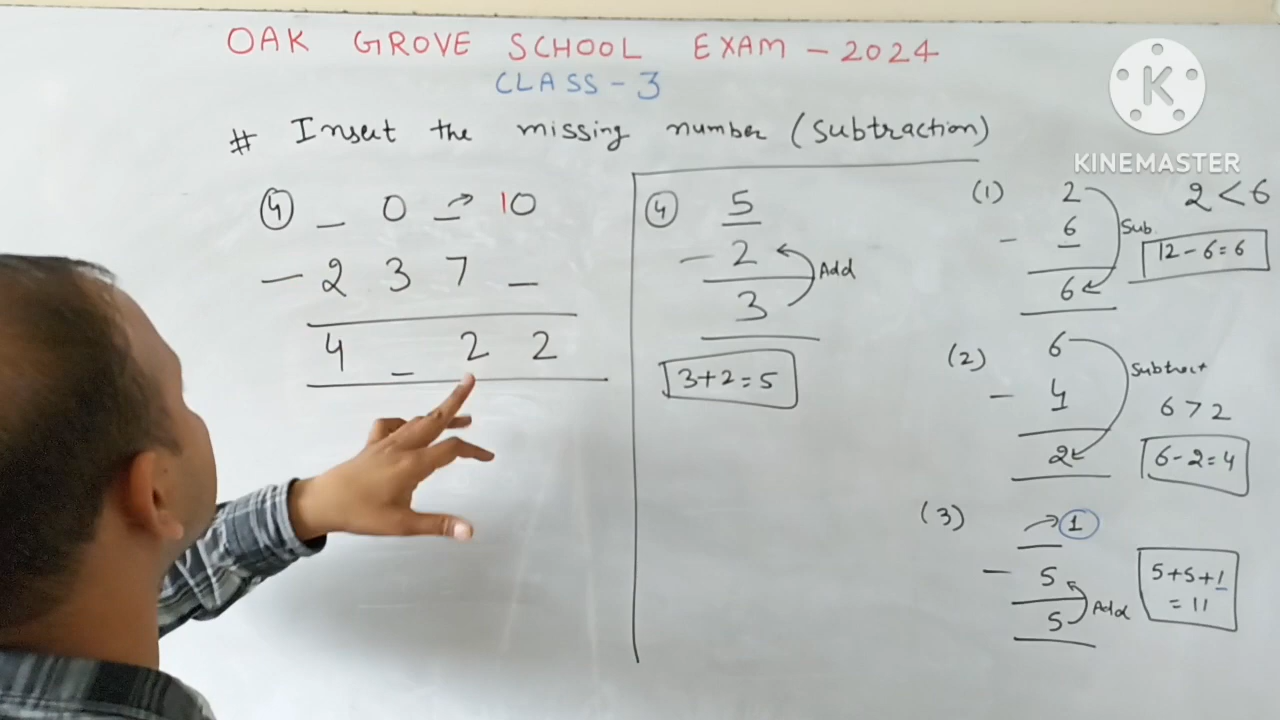 OAK GROVE SCHOOL EXAM - 2024
CLASS - 3
# Insert the missing number (Subtraction)
KINEMASTER
④ _ 0 _ → 10
- 2 3 7 _
4 _ 2 2
④ 5
- 2 Add
3
3+2=5
(1) 2 2 < 6
- 6 Sub.
6 12-6=6
(2) 6 Subtract
- 4 6 > 2
2 6-2=4
(3) _ → 1
- 5 5+5+1
5 Add = 11